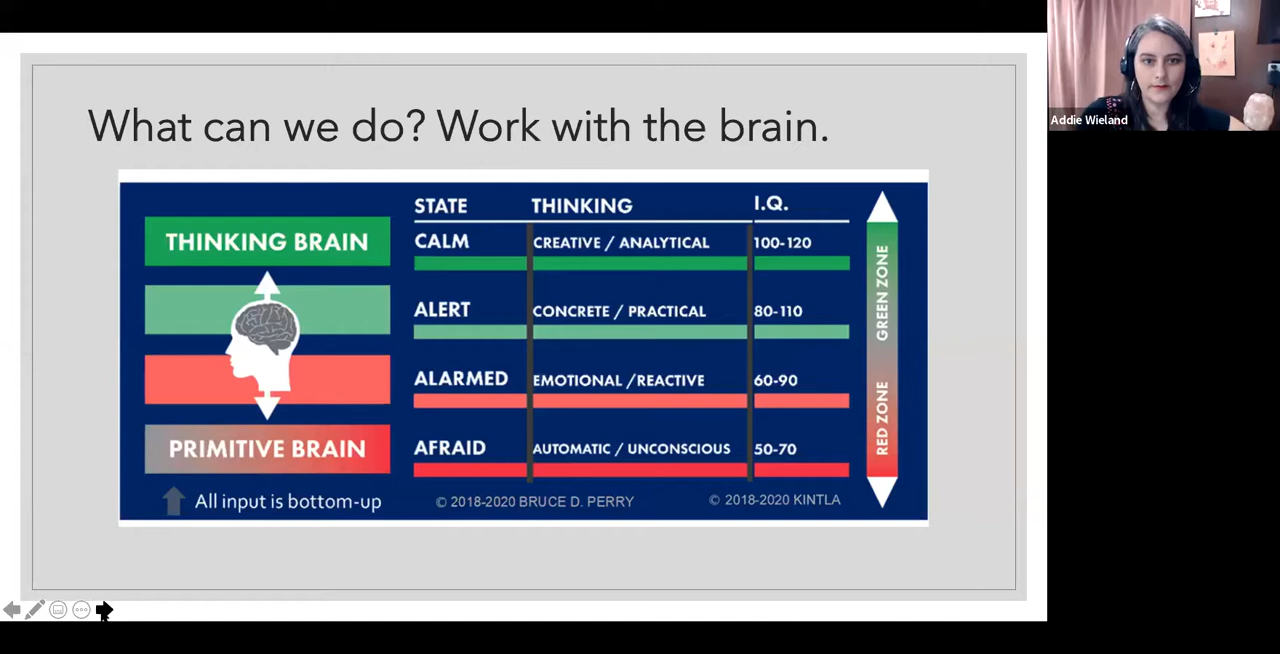 What can we do? Work with the brain.
Addie Wieland
STATE THINKING I.Q.
THINKING BRAIN CALM CREATIVE / ANALYTICAL 100-120
ALERT CONCRETE / PRACTICAL 80-110
ALARMED EMOTIONAL /REACTIVE 60-90
PRIMITIVE BRAIN AFRAID AUTOMATIC / UNCONSCIOUS 50-70
GREEN ZONE
RED ZONE
All input is bottom-up © 2018-2020 BRUCE D. PERRY © 2018-2020 KINTLA